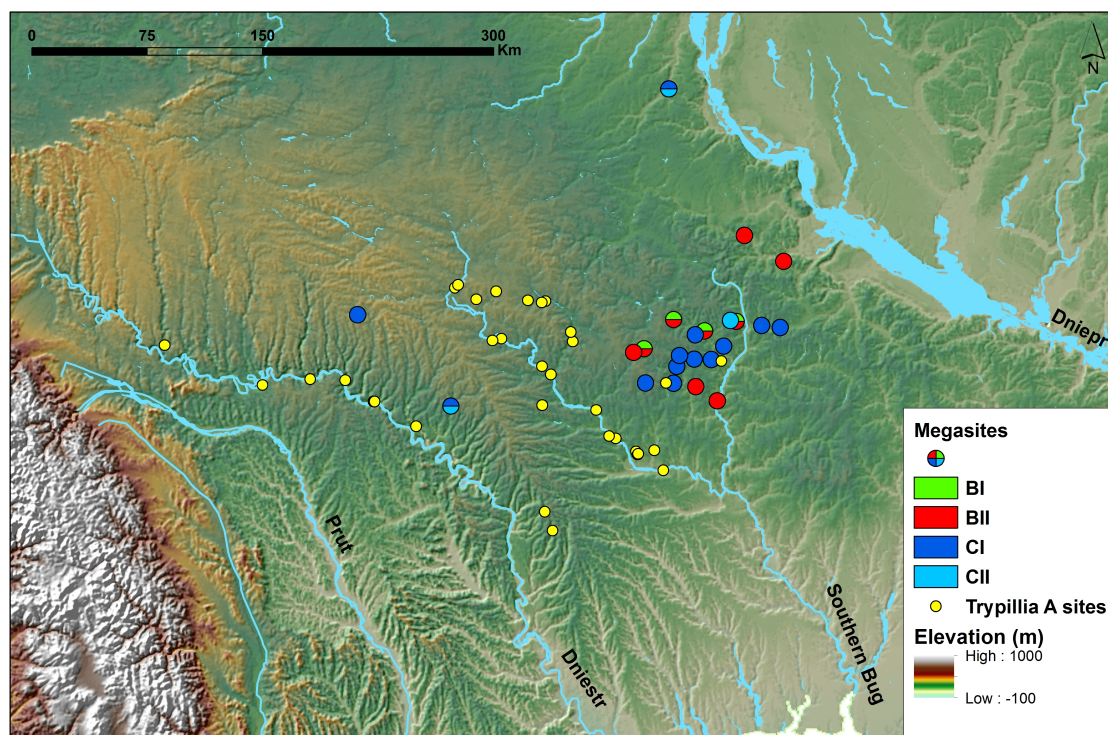 0 75 150 300
Km
N
Dniepr
Prut
Dniestr
Southern Bug
Megasites
BI
BII
CI
CII
Trypillia A sites
Elevation (m)
High : 1000
Low : -100